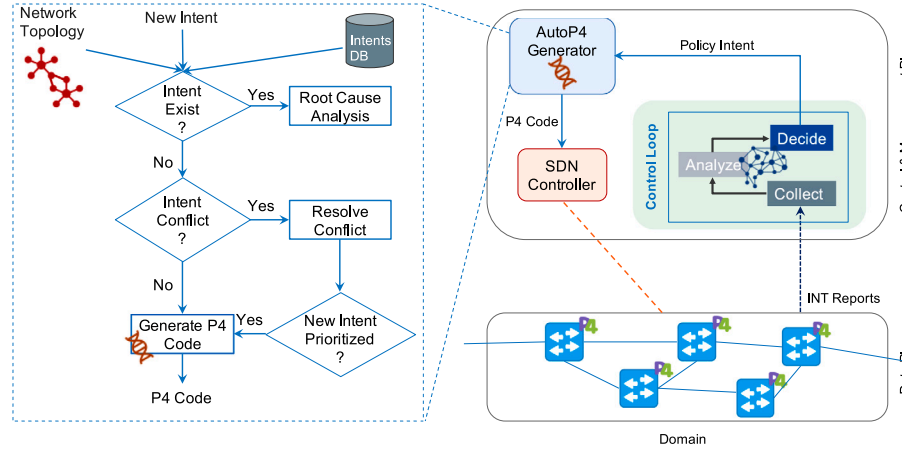 Network
Topology
New Intent
Intents
DB
Intent
Exist
?
Yes
Root Cause
Analysis
No
Intent
Conflict
?
Yes
Resolve
Conflict
No
Generate P4
Code
Yes
New Intent
Prioritized
?
P4 Code
AutoP4
Generator
Policy Intent
P4 Code
SDN
Controller
Control Loop
Decide
Analyze
Collect
INT Reports
P4
P4
P4
P4
P4
Domain